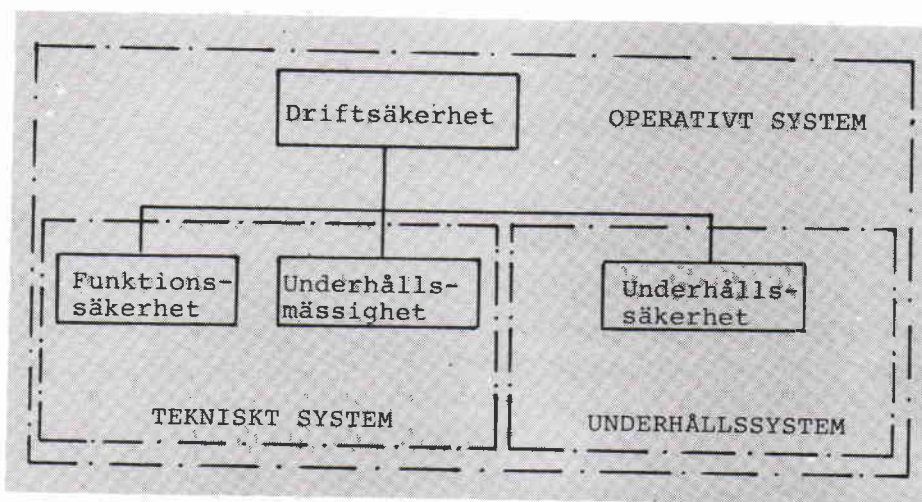 Driftsäkerhet
OPERATIVT SYSTEM
Funktions-
säkerhet
Underhålls-
mässighet
Underhålls-
säkerhet
TEKNISKT SYSTEM
UNDERHÅLLSSYSTEM